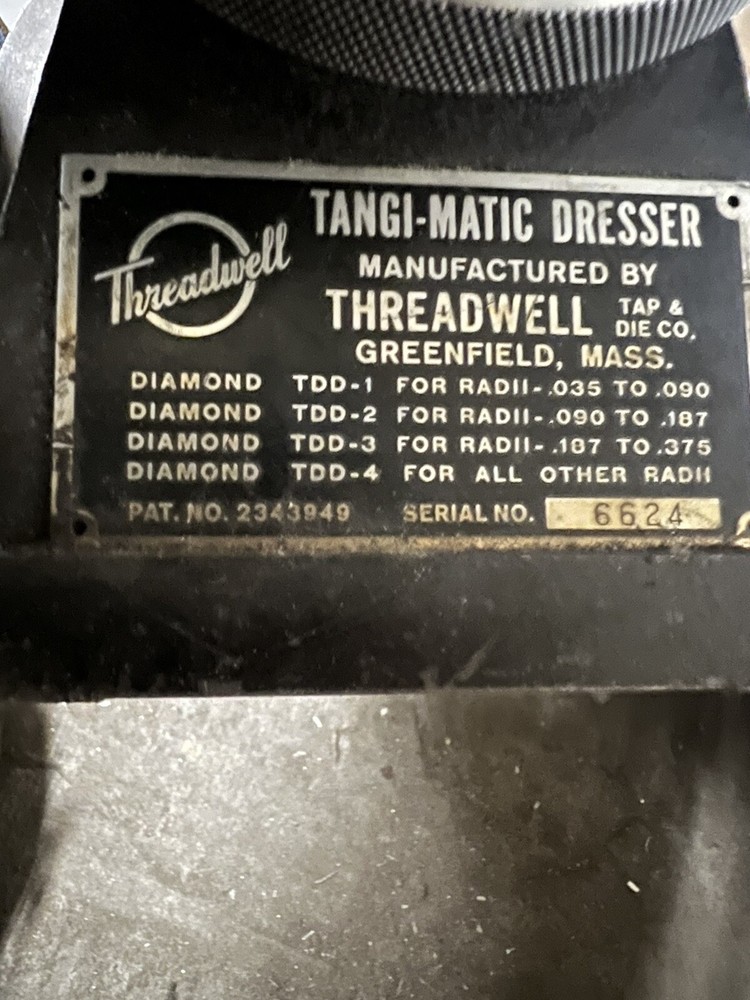 Threadwell
TANGI-MATIC DRESSER
MANUFACTURED BY
THREADWELL TAP &
DIE CO.
GREENFIELD, MASS.
DIAMOND TDD-1 FOR RADII-.035 TO .090
DIAMOND TDD-2 FOR RADII-.090 TO .187
DIAMOND TDD-3 FOR RADII-.187 TO .375
DIAMOND TDD-4 FOR ALL OTHER RADII
PAT. NO. 2343949 SERIAL NO. 6624